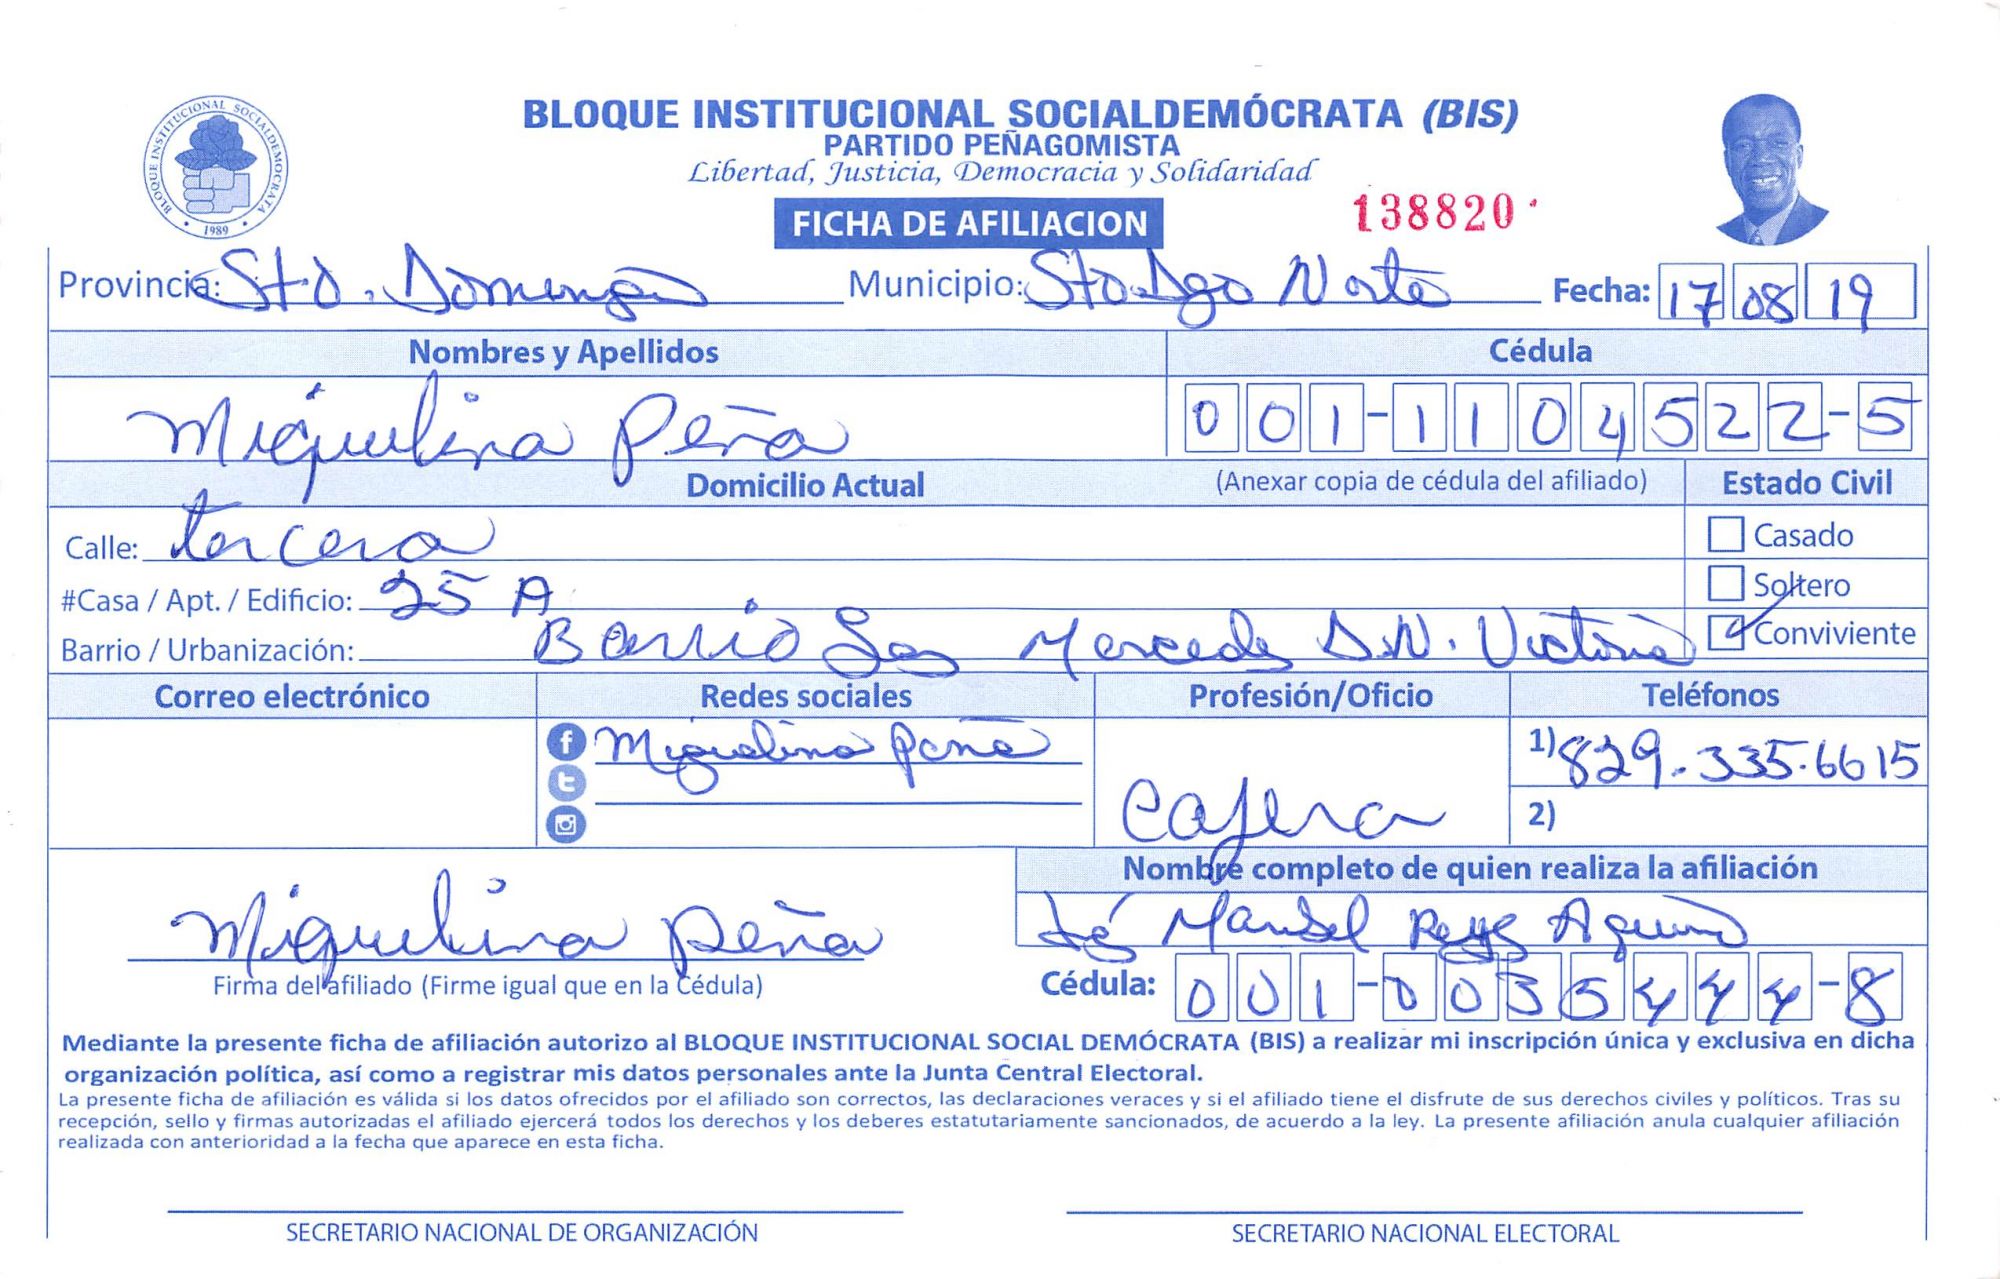 BLOQUE INSTITUCIONAL SOCIALDEMOCRATA
1989
BLOQUE INSTITUCIONAL SOCIALDEMÓCRATA (BIS)
PARTIDO PEÑAGOMISTA
Libertad, Justicia, Democracia y Solidaridad
138820
FICHA DE AFILIACION
Provincia: Sto. Domingo Municipio: Sto Dgo Norte Fecha: 17 08 19
Nombres y Apellidos Cédula
Miquelina Peña 001-1104522-5
Domicilio Actual (Anexar copia de cédula del afiliado) Estado Civil
Calle: tercera Casado
#Casa / Apt. / Edificio: 25 A Soltero
Barrio / Urbanización: Barrio Las Mercedes S.N. Victoria Conviviente
Correo electrónico Redes sociales Profesión/Oficio Teléfonos
Miguelina Peña 1) 829-335-6615
Cajera 2)
Nombre completo de quien realiza la afiliación
Miquelina Peña Manuel Reyes Aquino
Firma del afiliado (Firme igual que en la Cédula) Cédula: 001-0035444-8
Mediante la presente ficha de afiliación autorizo al BLOQUE INSTITUCIONAL SOCIAL DEMÓCRATA (BIS) a realizar mi inscripción única y exclusiva en dicha
organización política, así como a registrar mis datos personales ante la Junta Central Electoral.
La presente ficha de afiliación es válida si los datos ofrecidos por el afiliado son correctos, las declaraciones veraces y si el afiliado tiene el disfrute de sus derechos civiles y políticos. Tras su
recepción, sello y firmas autorizadas el afiliado ejercerá todos los derechos y los deberes estatutariamente sancionados, de acuerdo a la ley. La presente afiliación anula cualquier afiliación
realizada con anterioridad a la fecha que aparece en esta ficha.
SECRETARIO NACIONAL DE ORGANIZACIÓN SECRETARIO NACIONAL ELECTORAL